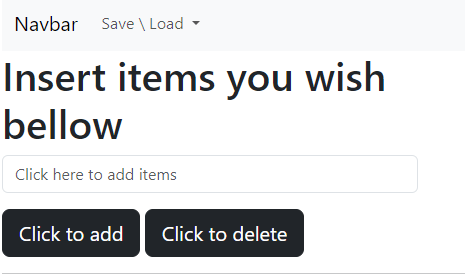 Navbar Save \ Load
Insert items you wish
bellow
Click here to add items
Click to add Click to delete